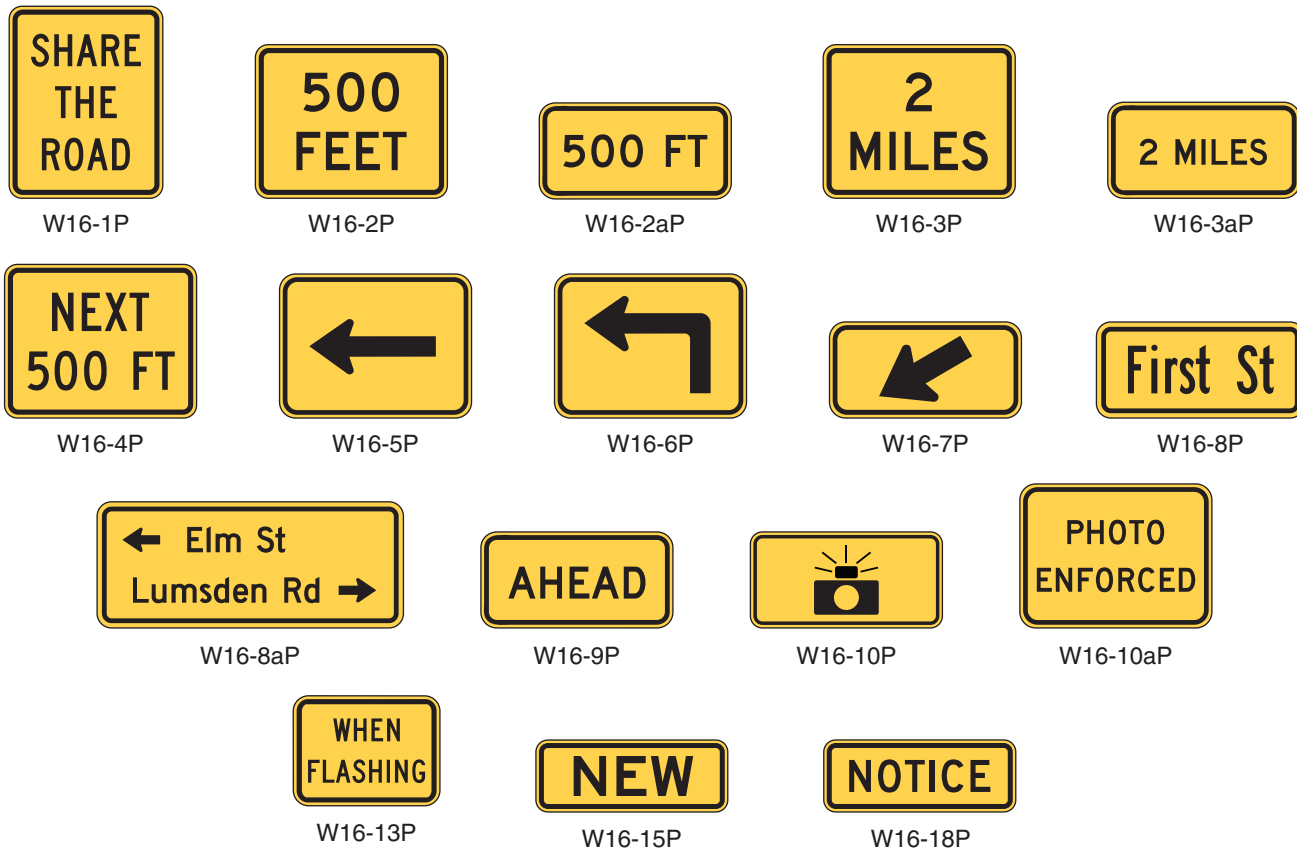 SHARE
THE
ROAD
W16-1P
500
FEET
W16-2P
500 FT
W16-2aP
2
MILES
W16-3P
2 MILES
W16-3aP
NEXT
500 FT
W16-4P
W16-5P
W16-6P
W16-7P
First St
W16-8P
Elm St
Lumsden Rd
W16-8aP
AHEAD
W16-9P
W16-10P
PHOTO
ENFORCED
W16-10aP
WHEN
FLASHING
W16-13P
NEW
W16-15P
NOTICE
W16-18P